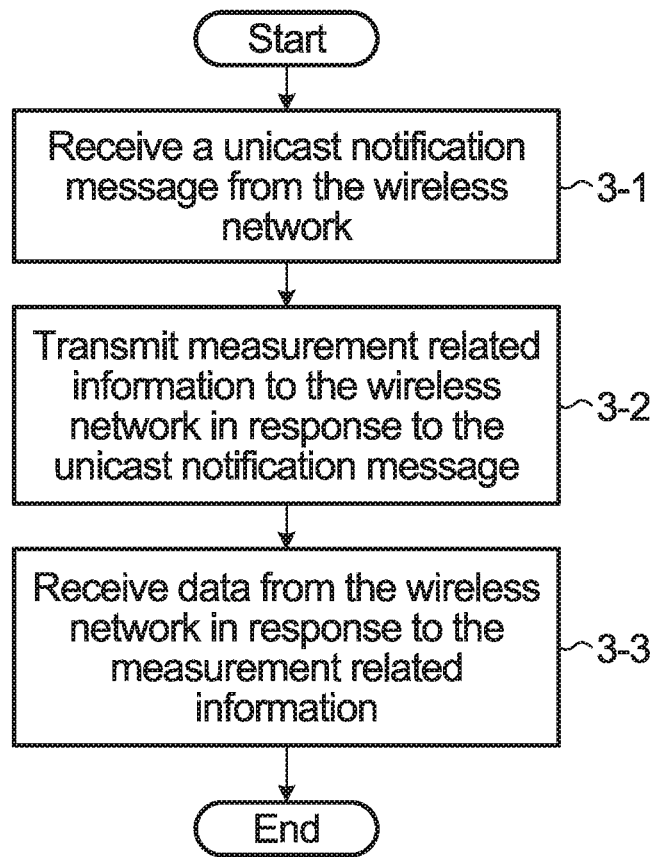 Start
Receive a unicast notification
message from the wireless
network
3-1
Transmit measurement related
information to the wireless
network in response to the
unicast notification message
3-2
Receive data from the wireless
network in response to the
measurement related
information
3-3
End